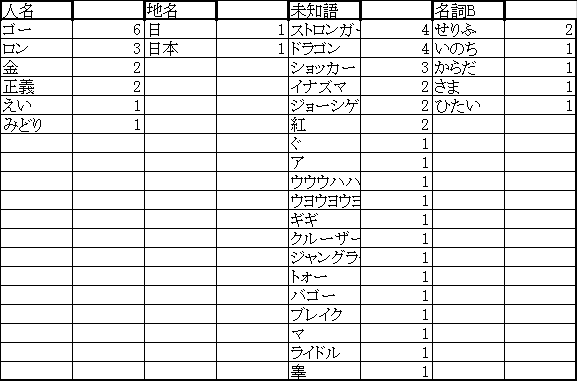 人名 地名 未知語 名詞B
ゴー 6 日 1 ストロンガー 4 せりふ 2
ロン 3 日本 1 ドラゴン 4 いのち 1
金 2 ショッカー 3 からだ 1
正義 2 イナズマ 2 さま 1
えい 1 ジョーシゲ 2 ひたい 1
みどり 1 紅 2
ぐ 1
ア 1
ウウウハハ 1
ウヨウヨウヨ 1
ギギ 1
クルーザー 1
ジャングラ 1
トォー 1
バゴー 1
ブレイク 1
マ 1
ライドル 1
睾 1